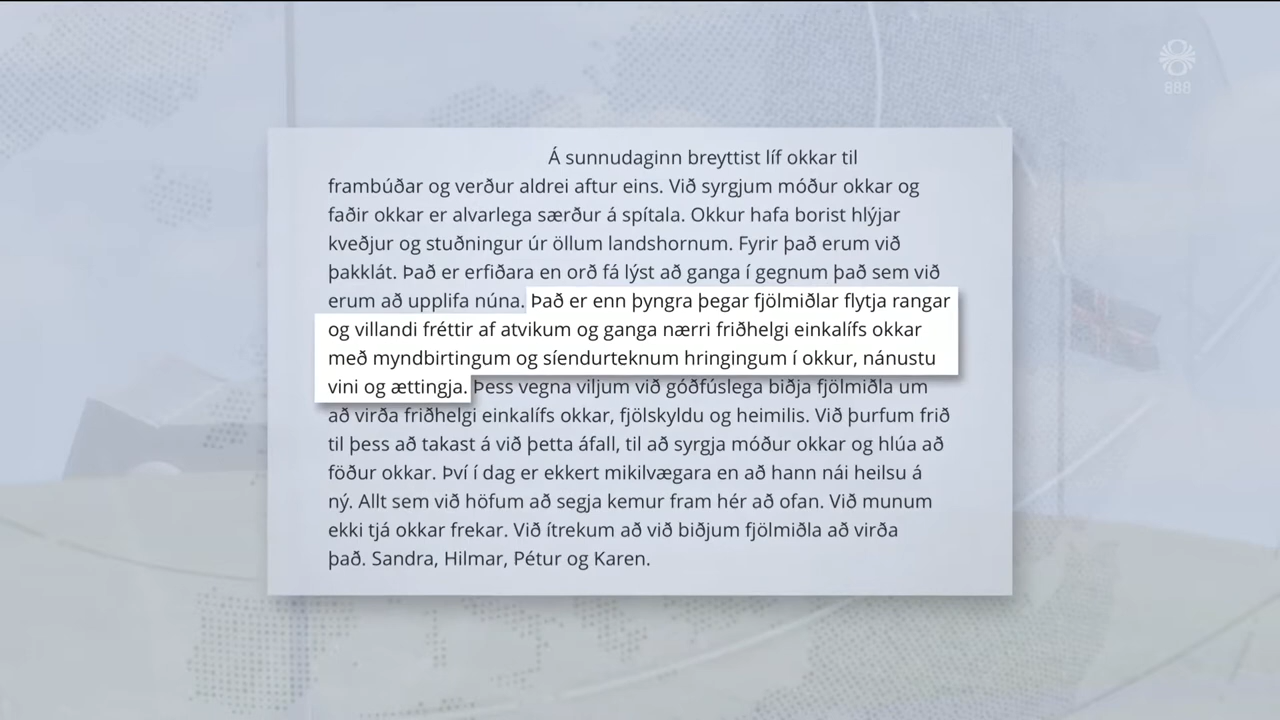 888
Á sunnudaginn breyttist líf okkar til
frambúðar og verður aldrei aftur eins. Við syrgjum móður okkar og
faðir okkar er alvarlega særður á spítala. Okkur hafa borist hlýjar
kveðjur og stuðningur úr öllum landshornum. Fyrir það erum við
þakklát. Það er erfiðara en orð fá lýst að ganga í gegnum það sem við
erum að upplifa núna. Það er enn þyngra þegar fjölmiðlar flytja rangar
og villandi fréttir af atvikum og ganga nærri friðhelgi einkalífs okkar
með myndbirtingum og síendurteknum hringingum í okkur, nánustu
vini og ættingja. Þess vegna viljum við góðfúslega biðja fjölmiðla um
að virða friðhelgi einkalífs okkar, fjölskyldu og heimilis. Við þurfum frið
til þess að takast á við þetta áfall, til að syrgja móður okkar og hlúa að
föður okkar. Því í dag er ekkert mikilvægara en að hann nái heilsu á
ný. Allt sem við höfum að segja kemur fram hér að ofan. Við munum
ekki tjá okkar frekar. Við ítrekum að við biðjum fjölmiðla að virða
það. Sandra, Hilmar, Pétur og Karen.